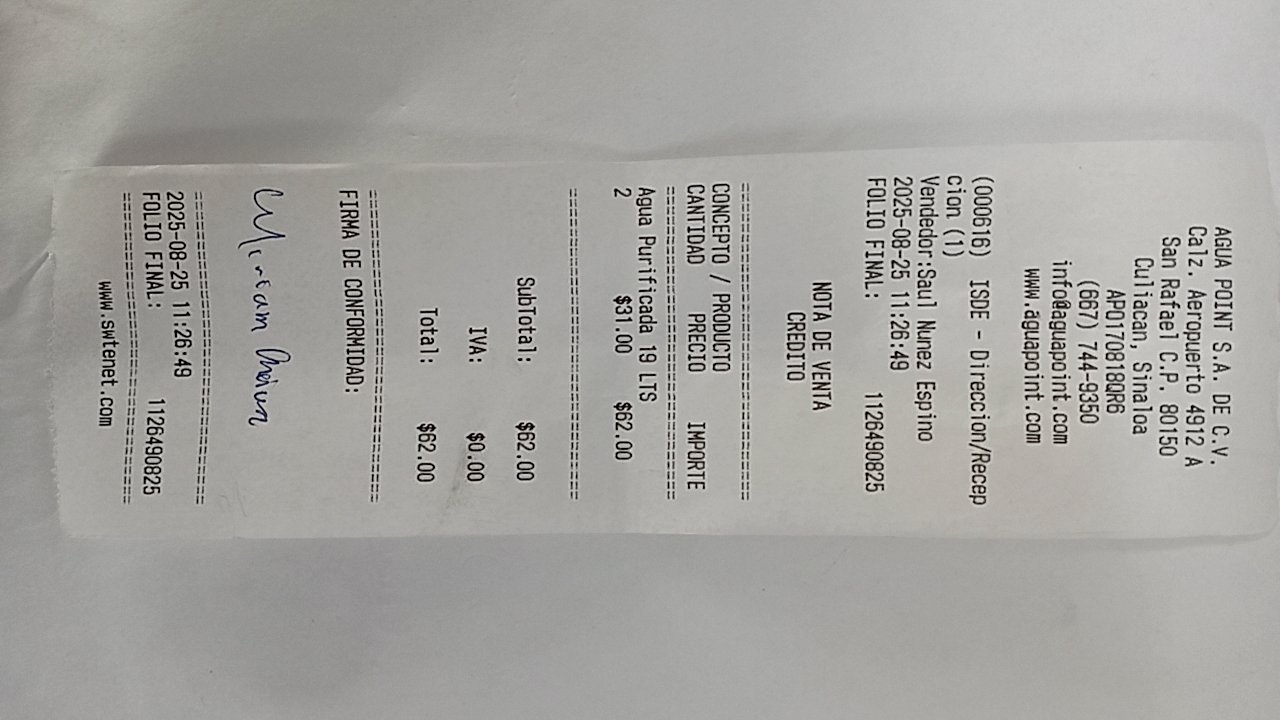 AGUA POINT S.A. DE C.V.
Calz. Aeropuerto 4912 A
San Rafael C.P. 80150
Culiacan, Sinaloa
APO170818QR6
(667) 744-9350
info@aguapoint.com
www.aguapoint.com
(000616) ISDE - Direccion/Recep
cion (1)
Vendedor:Saul Nunez Espino
2025-08-25 11:26:49
FOLIO FINAL: 1126490825
NOTA DE VENTA
CREDITO
===============================
CONCEPTO / PRODUCTO
CANTIDAD PRECIO IMPORTE
===============================
Agua Purificada 19 LTS
2 $31.00 $62.00
===============================
SubTotal: $62.00
IVA: $0.00
Total: $62.00
===============================
FIRMA DE CONFORMIDAD:
Miriam
===============================
2025-08-25 11:26:49
FOLIO FINAL: 1126490825
===============================
www.swtenet.com